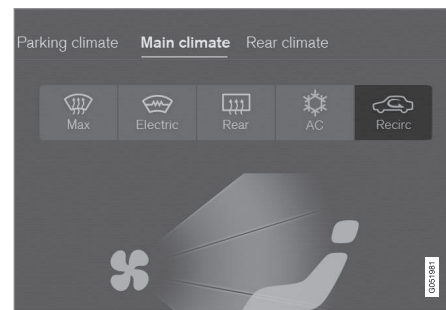 Parking climate Main climate Rear climate
Max Electric Rear AC Recirc
G051981